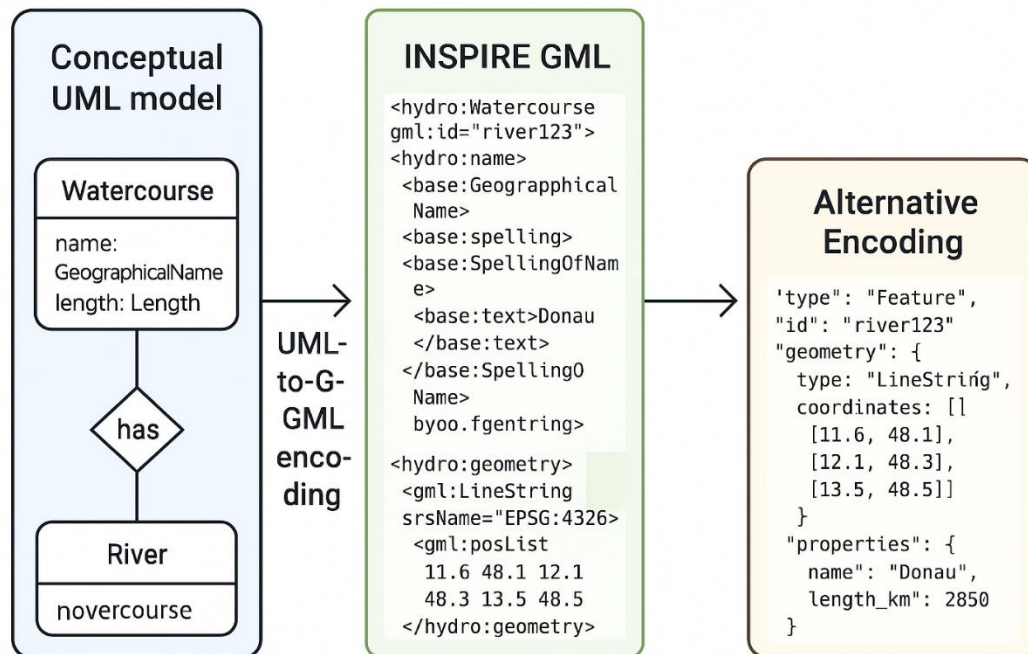 Conceptual
UML model
Watercourse
name:
GeographicalName
length: Length
has
River
novercourse
UML-
to-G-
GML
enco-
ding
INSPIRE GML
<hydro:Watercourse
gml:id="river123">
<hydro:name>
<base:Geograpphical
Name>
<base:spelling>
<base:SpellingOfNam
e>
<base:text>Donau
</base:text>
</base:SpellingO
Name>
byoo.fgentring>
<hydro:geometry>
<gml:LineString
srsName="EPSG:4326>
<gml:posList
11.6 48.1 12.1
48.3 13.5 48.5
</hydro:geometry>
Alternative
Encoding
'type": "Feature",
"id": "river123"
"geometry": {
type: "LineStrińg",
coordinates: []
[11.6, 48.1],
[12.1, 48.3],
[13.5, 48.5]]
}
"properties": {
name": "Donau",
length_km": 2850
}